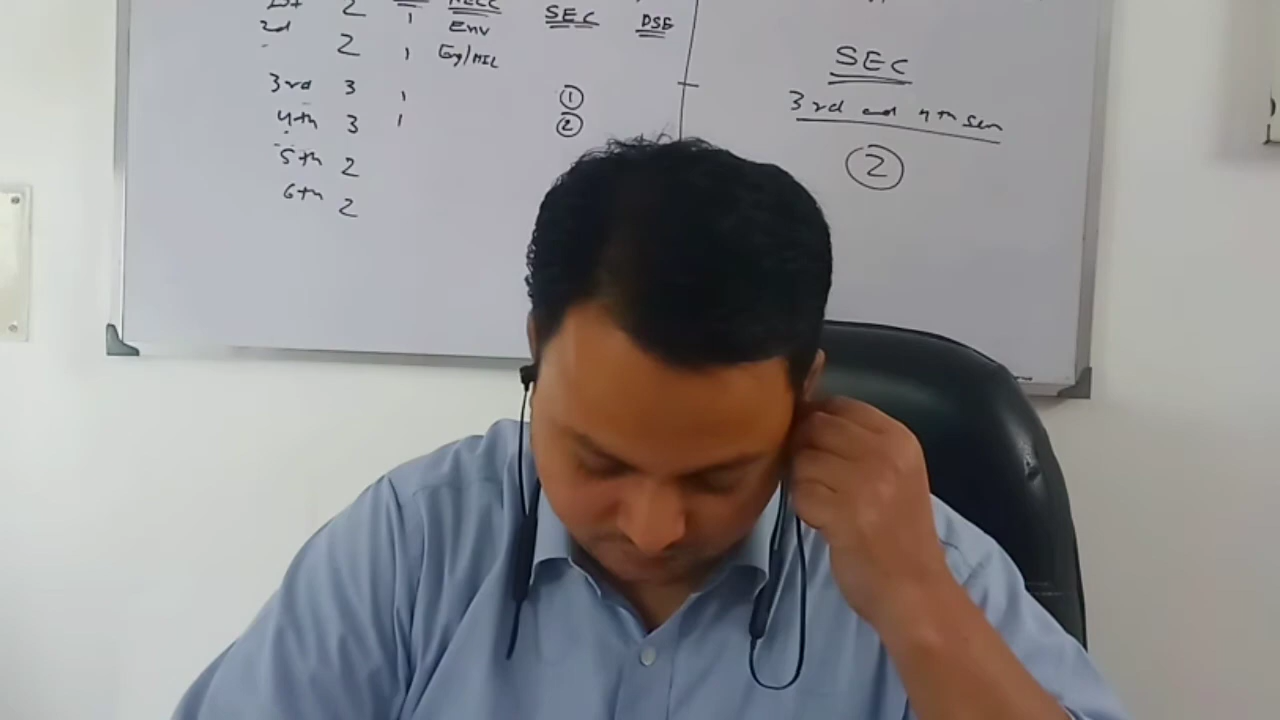 2 1 AECC SEC DSE
2nd 2 1 Env
Eng/MIL
3rd 3 1 ①
4th 3 1 ②
5th 2
6th 2
SEC
3rd and 4th Sem
②